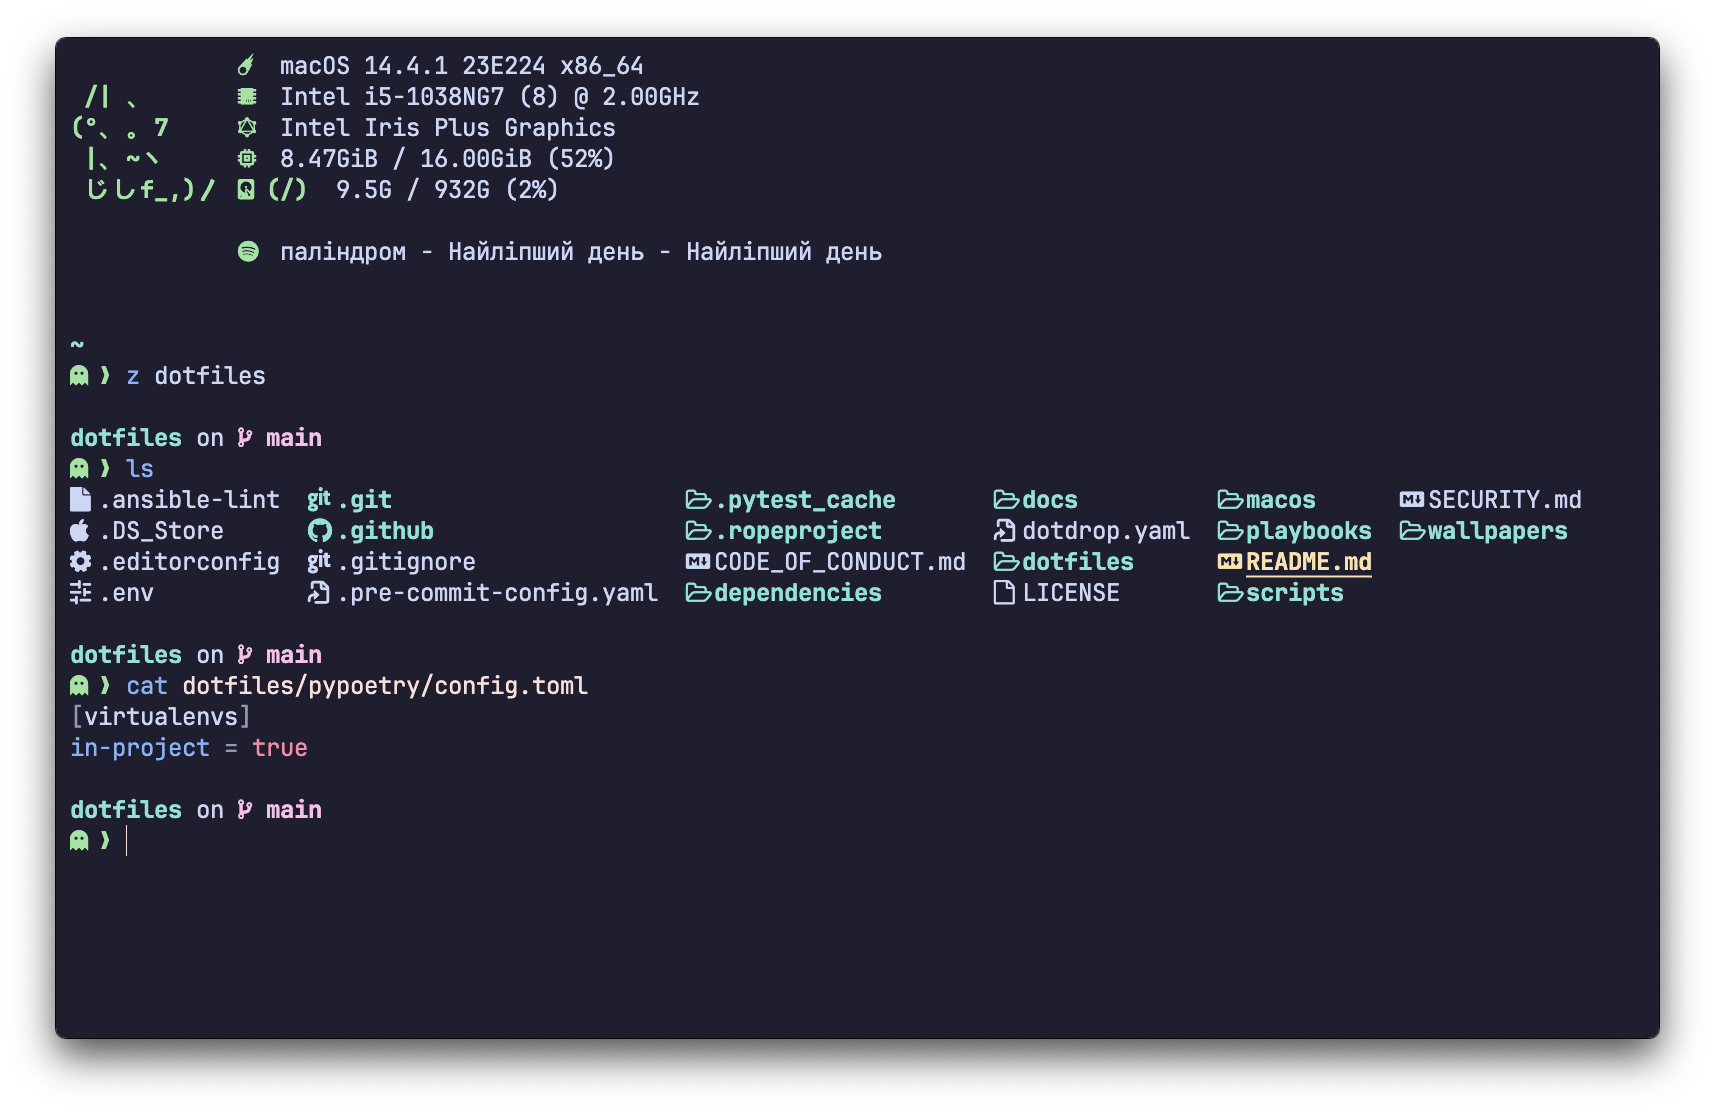 macOS 14.4.1 23E224 x86_64
/| 、 Intel i5-1038NG7 (8) @ 2.00GHz
(°、。7 Intel Iris Plus Graphics
|、~ヽ 8.47GiB / 16.00GiB (52%)
じしf_,)/ (/) 9.5G / 932G (2%)
паліндром - Найліпший день - Найліпший день
~
❯ z dotfiles
dotfiles on main
❯ ls
.ansible-lint git .git .pytest_cache docs macos SECURITY.md
.DS_Store .github .ropeproject dotdrop.yaml playbooks wallpapers
.editorconfig git .gitignore CODE_OF_CONDUCT.md dotfiles README.md
.env .pre-commit-config.yaml dependencies LICENSE scripts
dotfiles on main
❯ cat dotfiles/pypoetry/config.toml
[virtualenvs]
in-project = true
dotfiles on main
❯